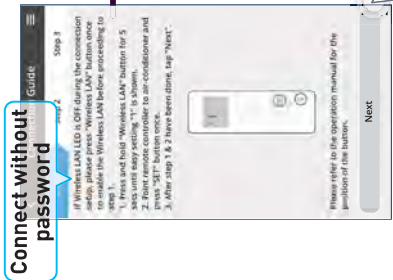 Connect without
password
Guide
Step 3
If Wireless LAN LED is OFF during the connection
setup, please press "Wireless LAN" button once
to enable the Wireless LAN before proceeding to
step 1.
1. Press and hold "Wireless LAN" button for 5
secs until easy setting "1" is shown.
2. Point remote controller to air-conditioner and
press "SET" button once.
3. After step 1 & 2 have been done, tap "Next".
Please refer to the operation manual for the
position of the button.
Next